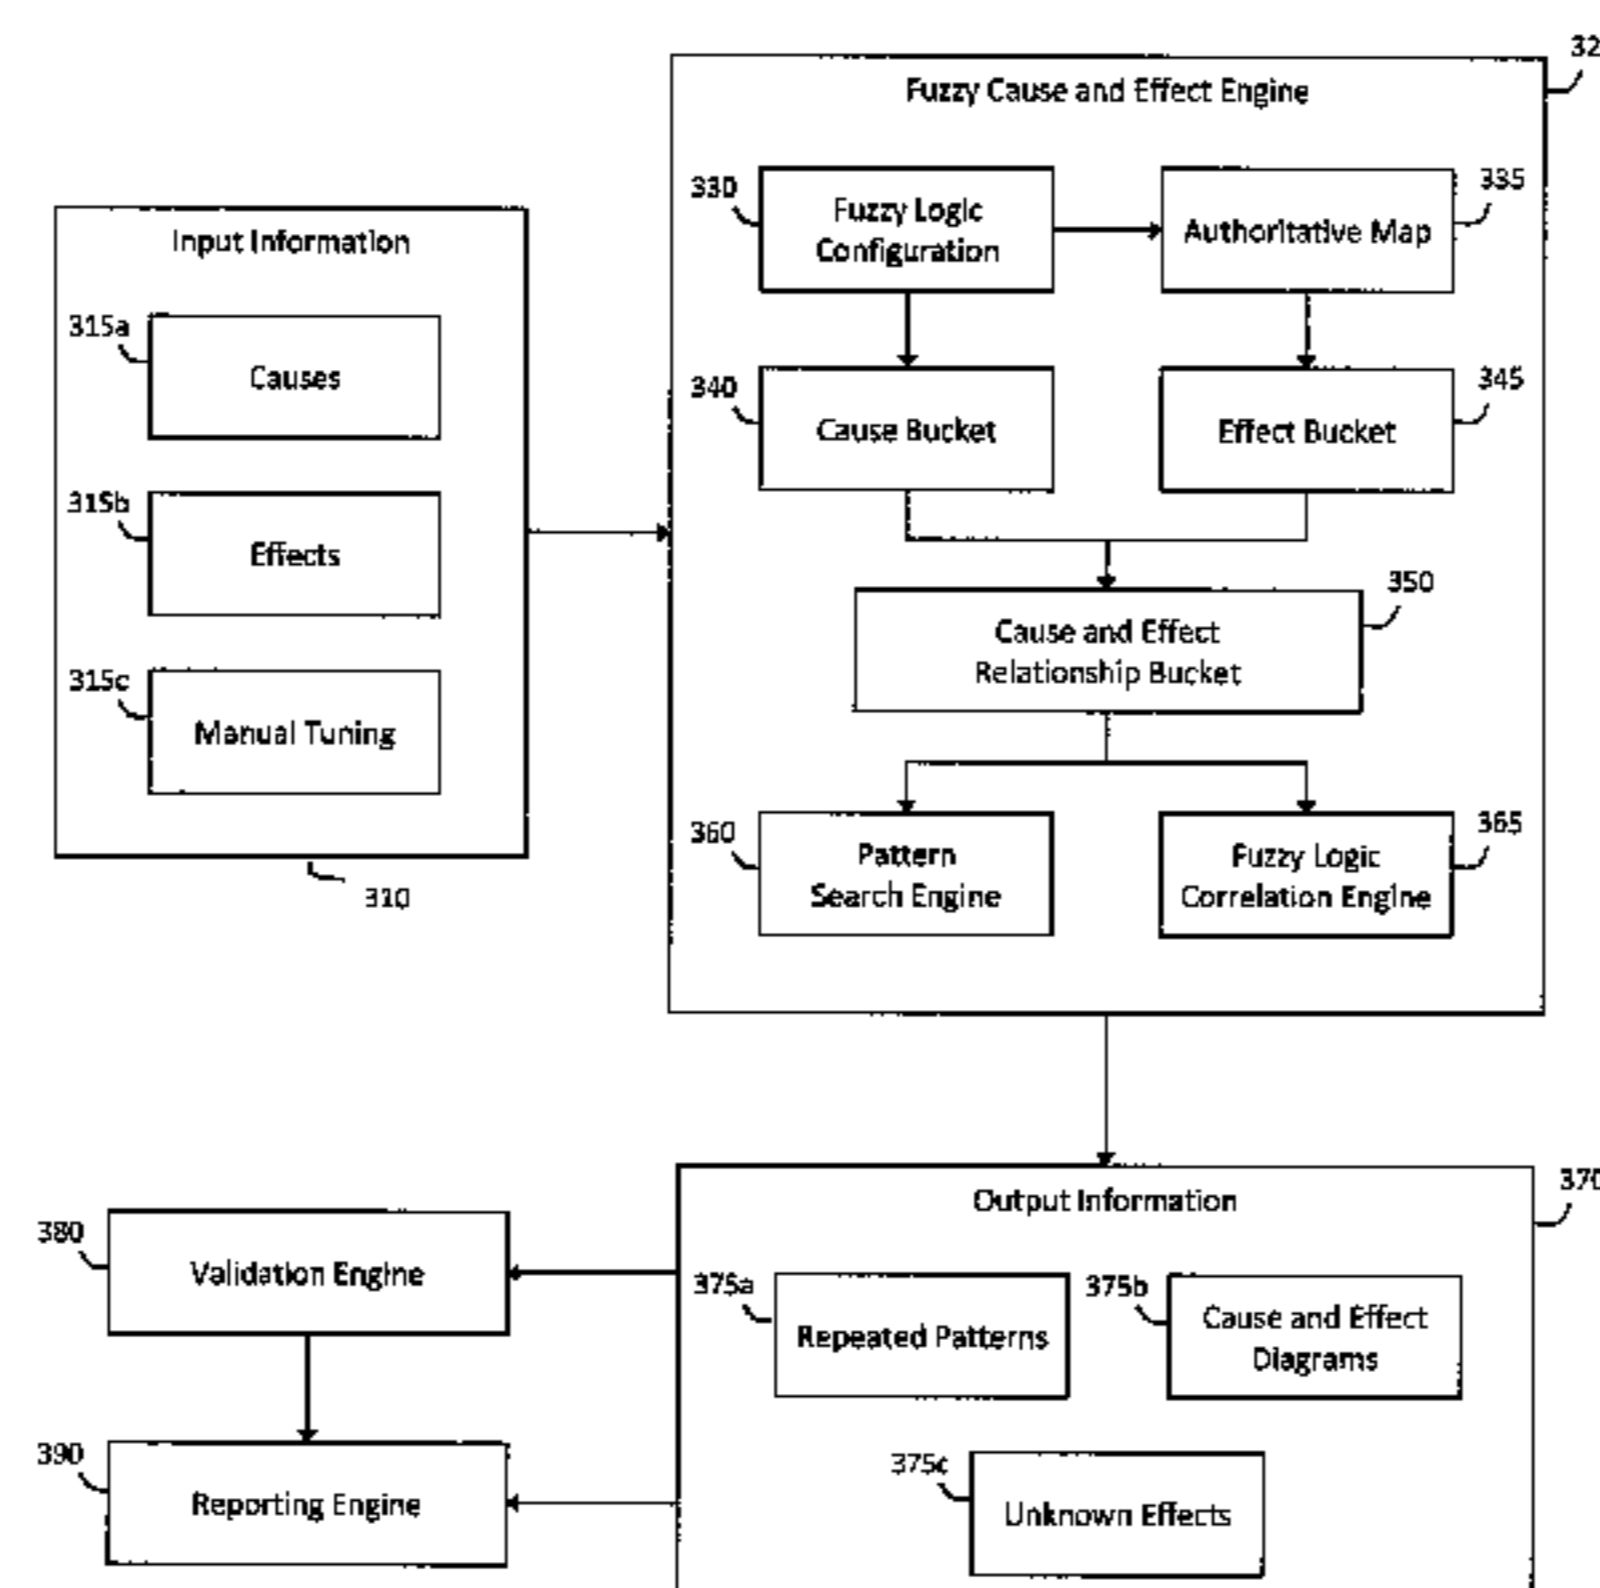 32
Fuzzy Cause and Effect Engine
330
Fuzzy Logic
Configuration
335
Authoritative Map
Input Information
315a
Causes
340
Cause Bucket
345
Effect Bucket
315b
Effects
350
Cause and Effect
Relationship Bucket
315c
Manual Tuning
360
Pattern
Search Engine
365
Fuzzy Logic
Correlation Engine
310
370
Output Information
380
Validation Engine
375a
Repeated Patterns
375b
Cause and Effect
Diagrams
390
Reporting Engine
375c
Unknown Effects